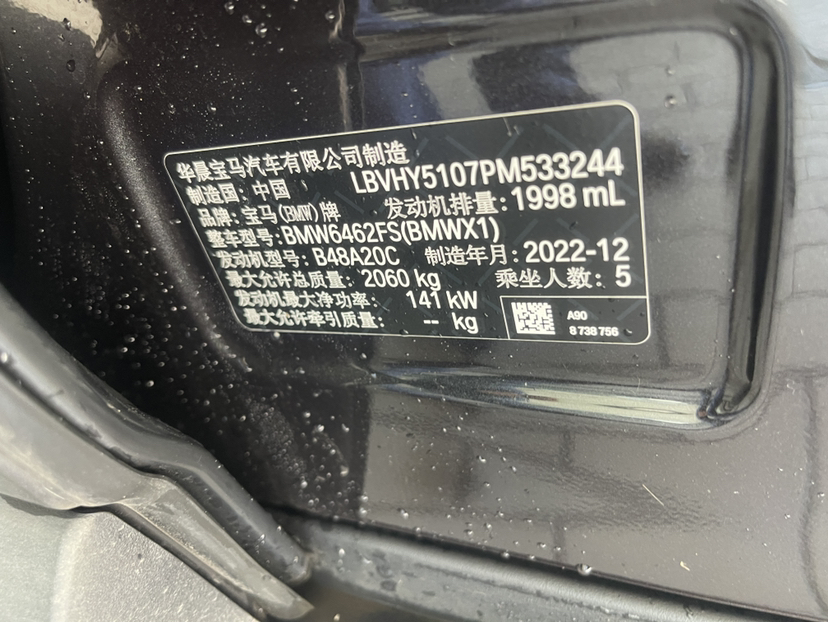 华晨宝马汽车有限公司制造
制造国: 中国 LBVHY5107PM533244
品牌: 宝马(BMW)牌 发动机排量: 1998 mL
整车型号: BMW6462FS(BMWX1)
发动机型号: B48A20C 制造年月: 2022-12
最大允许总质量: 2060 kg 乘坐人数: 5
发动机最大净功率: 141 kW
最大允许牵引质量: -- kg
A90
8 738 756